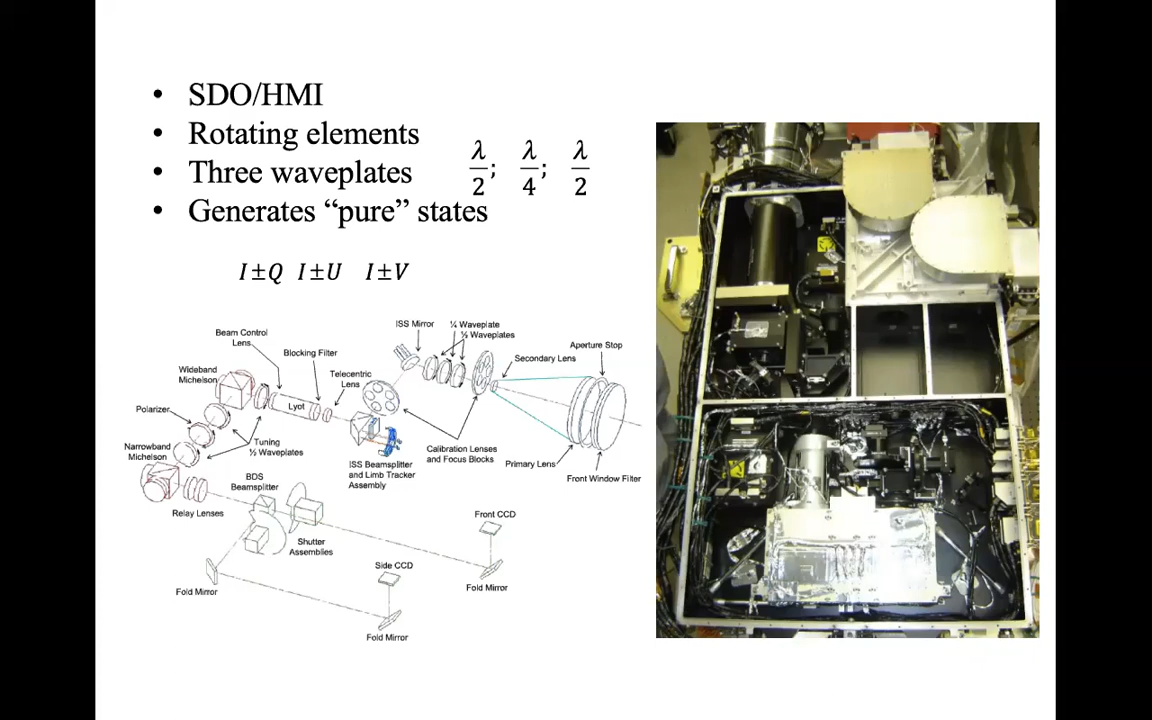 • SDO/HMI
• Rotating elements
• Three waveplates
λ/2; λ/4; λ/2
• Generates “pure” states
I±Q I±U I±V
ISS Mirror
¼ Waveplate
½ Waveplates
Beam Control
Lens
Blocking Filter
Aperture Stop
Secondary Lens
Wideband
Michelson
Telecentric
Lens
Lyot
Polarizer
Tuning
½ Waveplates
Narrowband
Michelson
Calibration Lenses
and Focus Blocks
ISS Beamsplitter
and Limb Tracker
Assembly
Primary Lens
Front Window Filter
BDS
Beamsplitter
Relay Lenses
Front CCD
Shutter
Assemblies
Side CCD
Fold Mirror
Fold Mirror
Fold Mirror